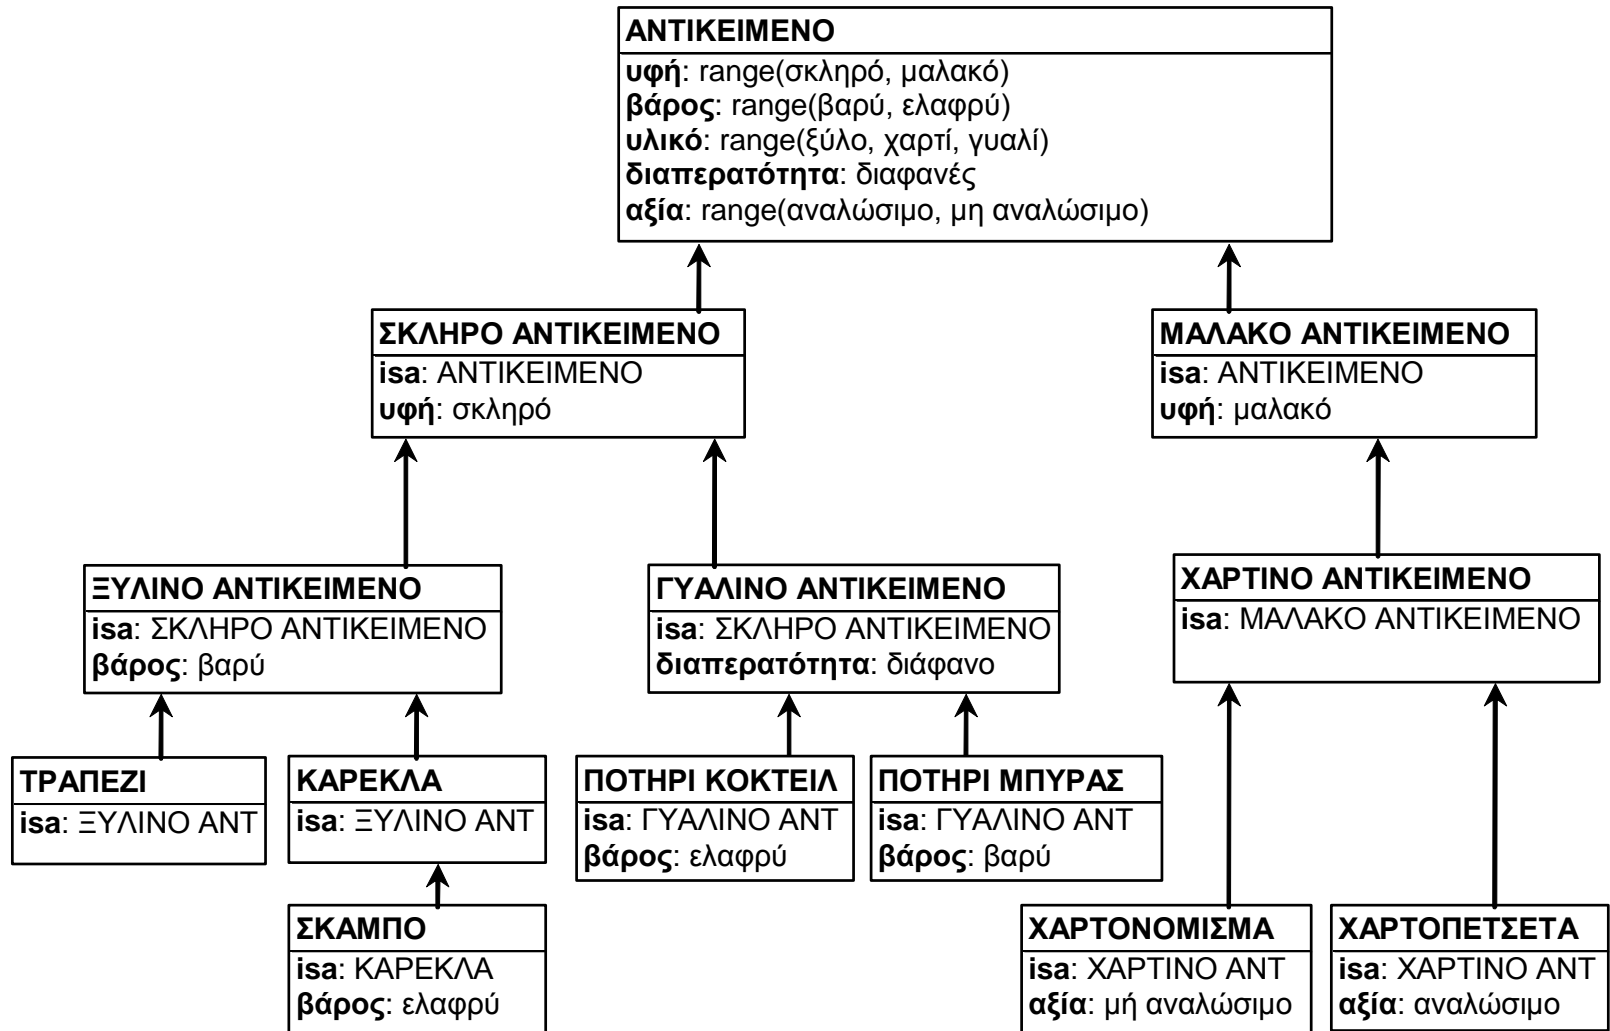 ΑΝΤΙΚΕΙΜΕΝΟ
υφή: range(σκληρό, μαλακό)
βάρος: range(βαρύ, ελαφρύ)
υλικό: range(ξύλο, χαρτί, γυαλί)
διαπερατότητα: διαφανές
αξία: range(αναλώσιμο, μη αναλώσιμο)
ΣΚΛΗΡΟ ΑΝΤΙΚΕΙΜΕΝΟ
isa: ΑΝΤΙΚΕΙΜΕΝΟ
υφή: σκληρό
ΜΑΛΑΚΟ ΑΝΤΙΚΕΙΜΕΝΟ
isa: ΑΝΤΙΚΕΙΜΕΝΟ
υφή: μαλακό
ΞΥΛΙΝΟ ΑΝΤΙΚΕΙΜΕΝΟ
isa: ΣΚΛΗΡΟ ΑΝΤΙΚΕΙΜΕΝΟ
βάρος: βαρύ
ΓΥΑΛΙΝΟ ΑΝΤΙΚΕΙΜΕΝΟ
isa: ΣΚΛΗΡΟ ΑΝΤΙΚΕΙΜΕΝΟ
διαπερατότητα: διάφανο
ΧΑΡΤΙΝΟ ΑΝΤΙΚΕΙΜΕΝΟ
isa: ΜΑΛΑΚΟ ΑΝΤΙΚΕΙΜΕΝΟ
ΤΡΑΠΕΖΙ
isa: ΞΥΛΙΝΟ ΑΝΤ
ΚΑΡΕΚΛΑ
isa: ΞΥΛΙΝΟ ΑΝΤ
ΠΟΤΗΡΙ ΚΟΚΤΕΙΛ
isa: ΓΥΑΛΙΝΟ ΑΝΤ
βάρος: ελαφρύ
ΠΟΤΗΡΙ ΜΠΥΡΑΣ
isa: ΓΥΑΛΙΝΟ ΑΝΤ
βάρος: βαρύ
ΣΚΑΜΠΟ
isa: ΚΑΡΕΚΛΑ
βάρος: ελαφρύ
ΧΑΡΤΟΝΟΜΙΣΜΑ
isa: ΧΑΡΤΙΝΟ ΑΝΤ
αξία: μή αναλώσιμο
ΧΑΡΤΟΠΕΤΣΕΤΑ
isa: ΧΑΡΤΙΝΟ ΑΝΤ
αξία: αναλώσιμο